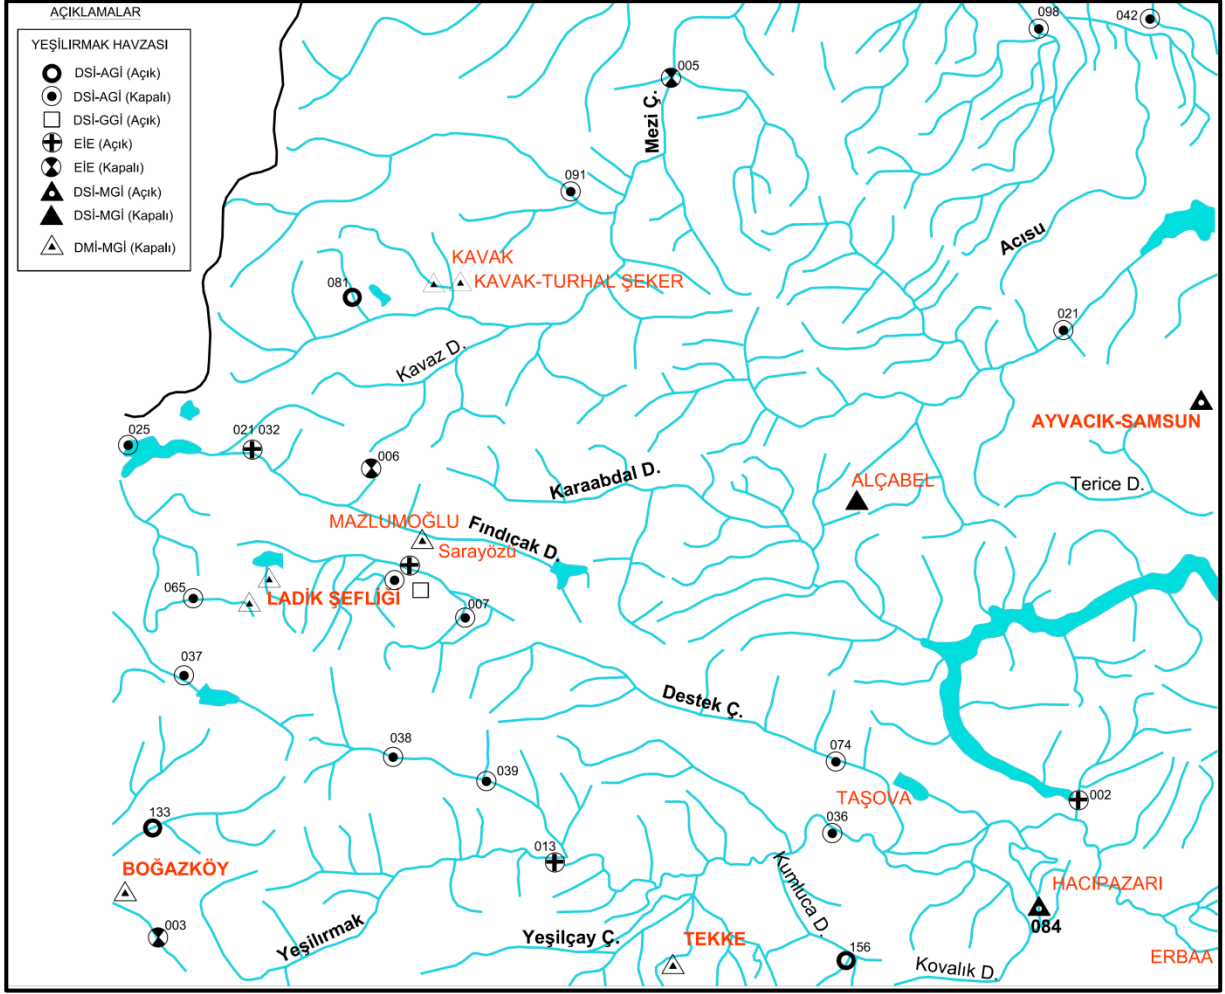 AÇIKLAMALAR
YEŞİLIRMAK HAVZASI
DSİ-AGİ (Açık)
DSİ-AGİ (Kapalı)
DSİ-GGİ (Açık)
EİE (Açık)
EİE (Kapalı)
DSİ-MGİ (Açık)
DSİ-MGİ (Kapalı)
DMİ-MGİ (Kapalı)
098
042
005
Mezi Ç.
091
Acısu
KAVAK
081
KAVAK-TURHAL ŞEKER
021
Kavaz D.
AYVACIK-SAMSUN
025
021 032
006
Karaabdal D.
ALÇABEL
Terice D.
MAZLUMOĞLU
Fındıcak D.
Sarayözü
065
LADİK ŞEFLİĞİ
007
037
Destek Ç.
038
074
039
TAŞOVA
002
133
036
013
BOĞAZKÖY
Kumluca D.
HACIPAZARI
003
084
Yeşilırmak
Yeşilçay Ç.
TEKKE
156
ERBAA
Kovalık D.